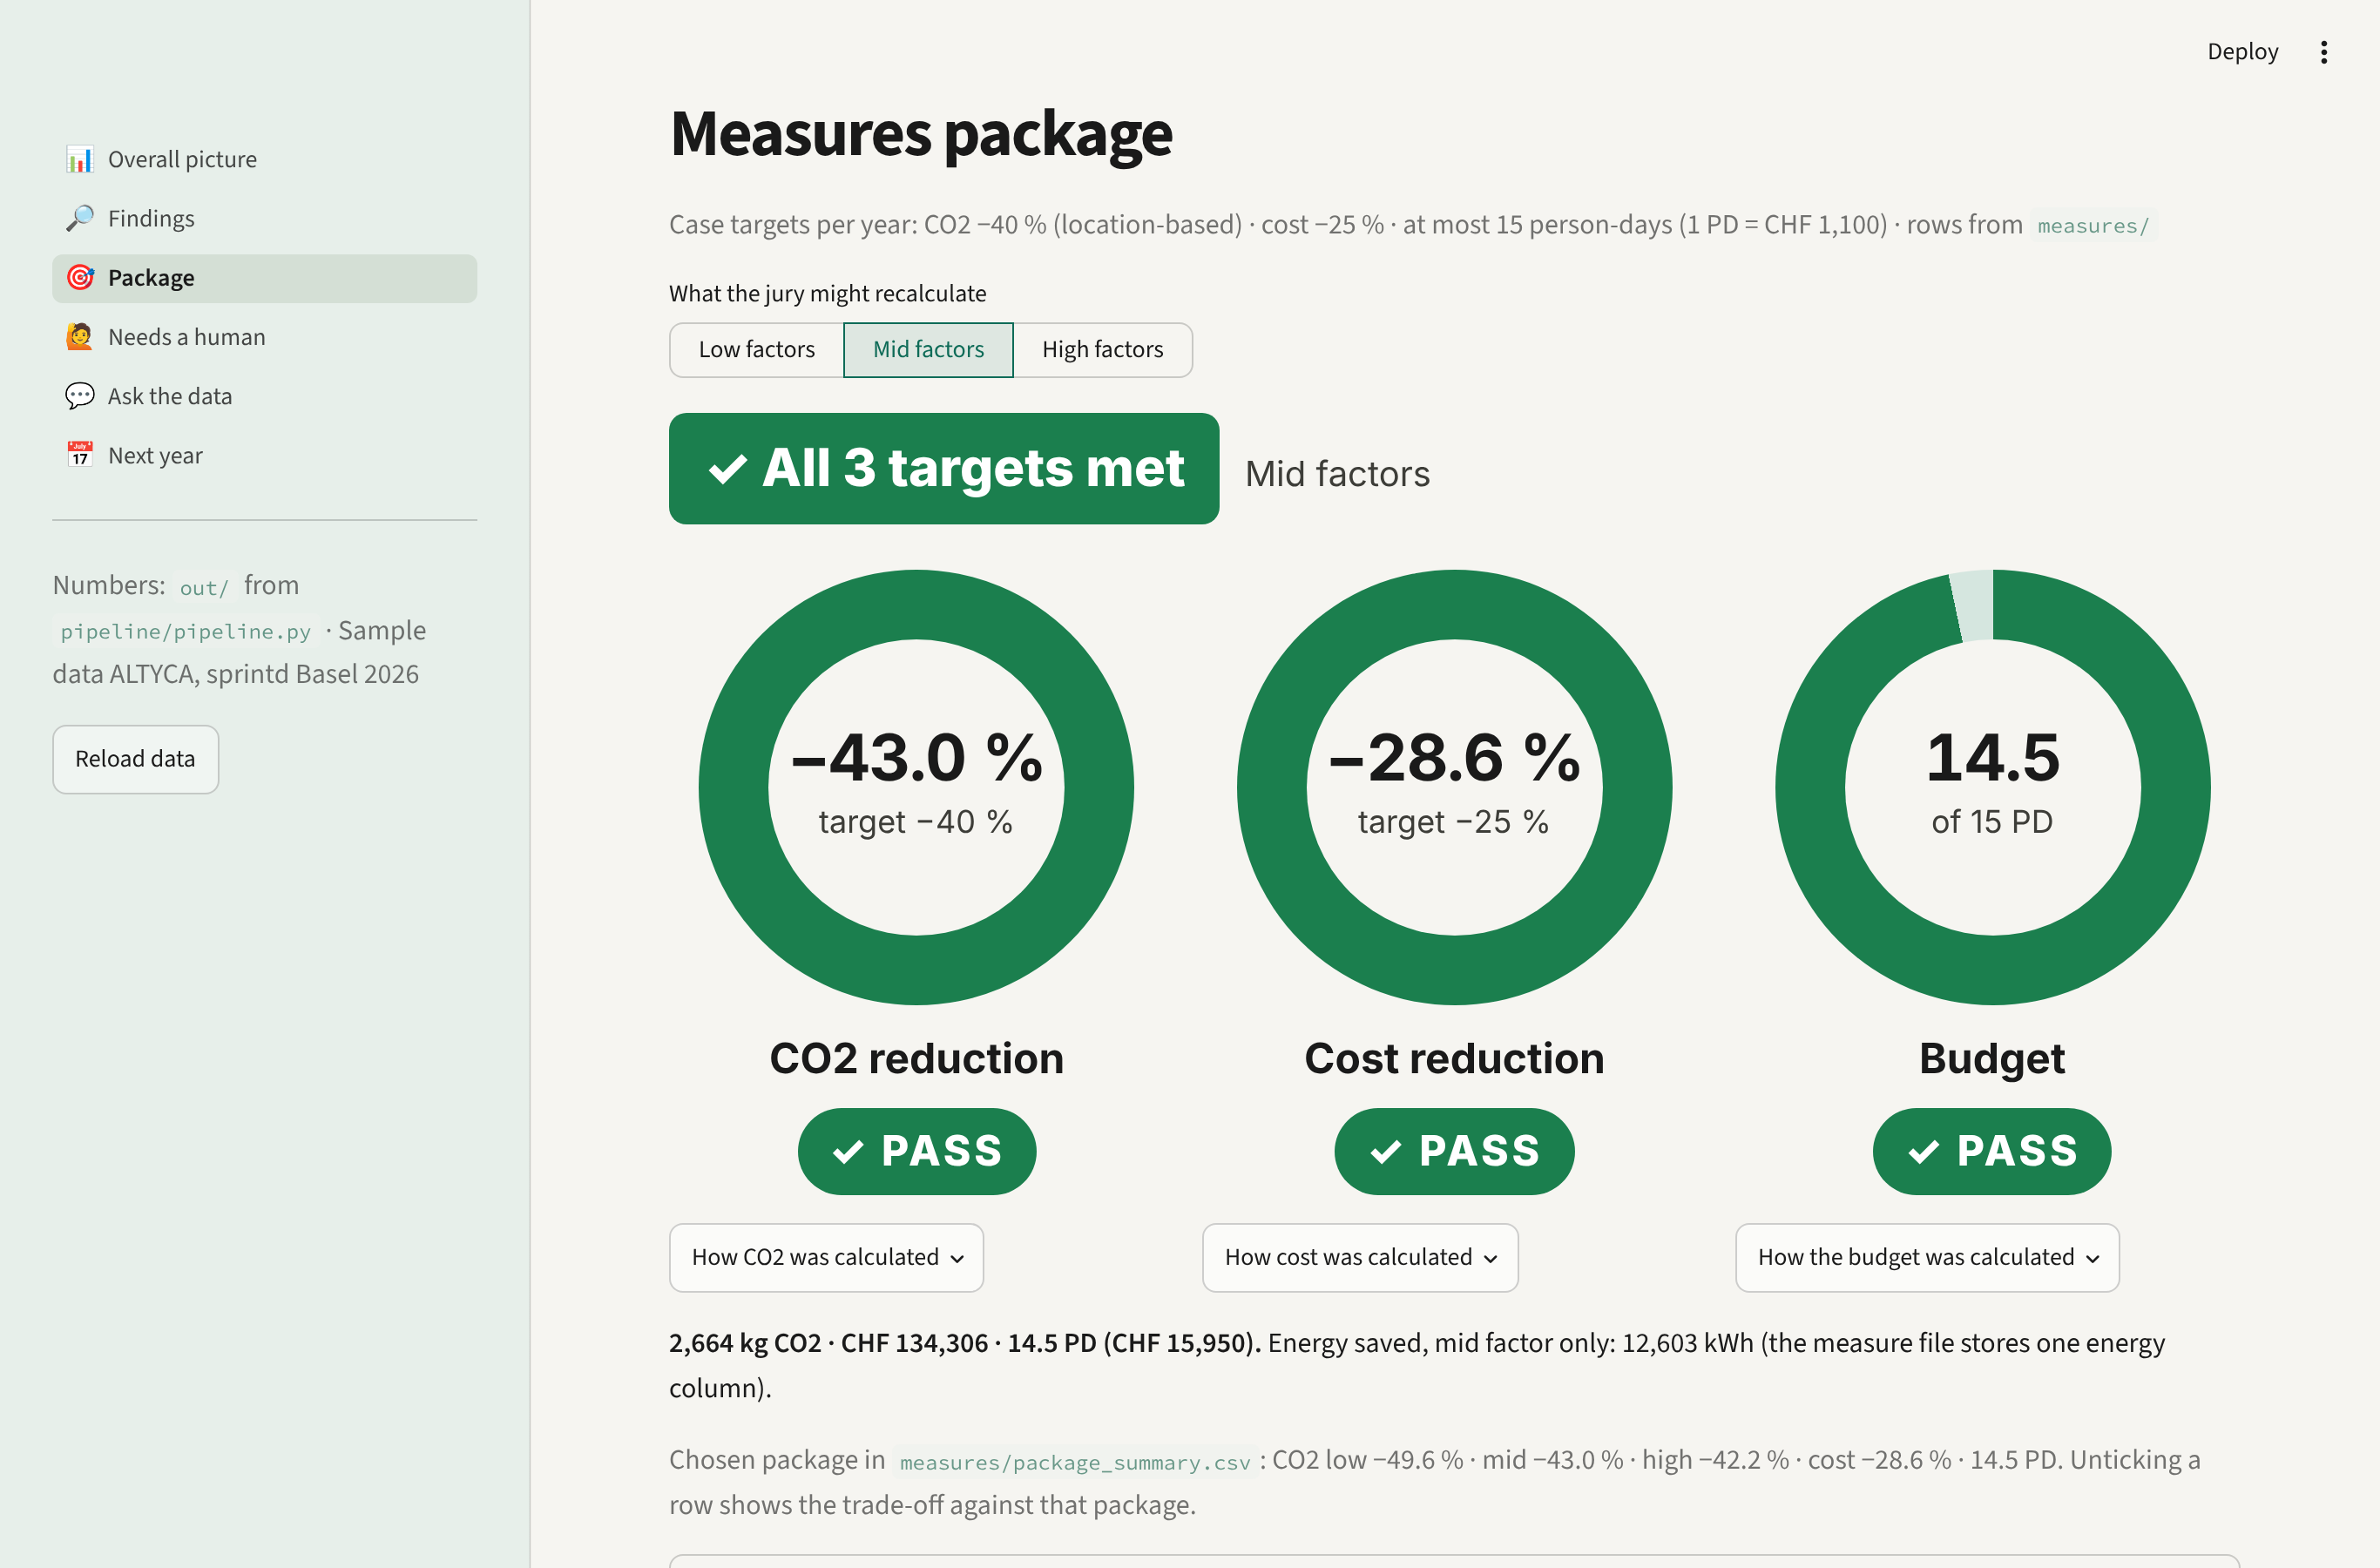 Deploy
Overall picture
Findings
Package
Needs a human
Ask the data
Next year
Numbers: out/ from
pipeline/pipeline.py · Sample
data ALTYCA, sprintd Basel 2026
Reload data
Measures package
Case targets per year: CO2 −40 % (location-based) · cost −25 % · at most 15 person-days (1 PD = CHF 1,100) · rows from measures/
What the jury might recalculate
Low factors Mid factors High factors
✓ All 3 targets met Mid factors
−43.0 %
target −40 %
CO2 reduction
✓ PASS
How CO2 was calculated
−28.6 %
target −25 %
Cost reduction
✓ PASS
How cost was calculated
14.5
of 15 PD
Budget
✓ PASS
How the budget was calculated
2,664 kg CO2 · CHF 134,306 · 14.5 PD (CHF 15,950). Energy saved, mid factor only: 12,603 kWh (the measure file stores one energy
column).
Chosen package in measures/package_summary.csv : CO2 low −49.6 % · mid −43.0 % · high −42.2 % · cost −28.6 % · 14.5 PD. Unticking a
row shows the trade-off against that package.